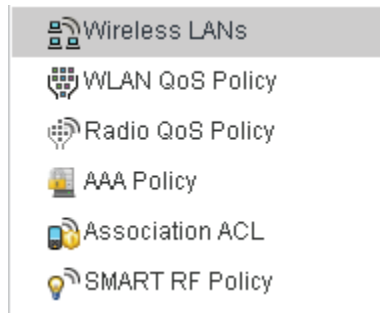 Wireless LANs
WLAN QoS Policy
Radio QoS Policy
AAA Policy
Association ACL
SMART RF Policy